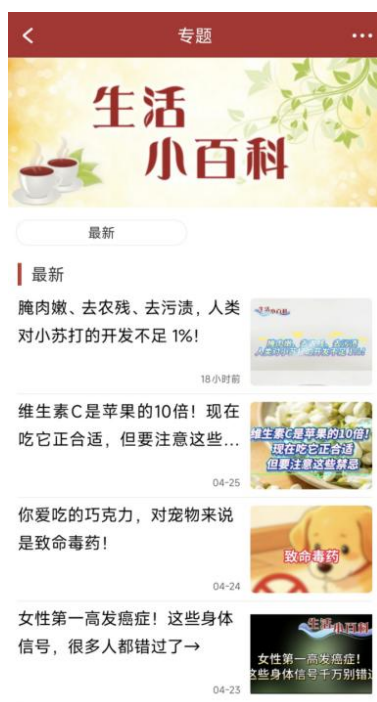 专题
生活
小百科
最新
最新
腌肉嫩、去农残、去污渍，人类
对小苏打的开发不足 1%!
18小时前
生活小百科
维生素C是苹果的10倍！现在
吃它正合适，但要注意这些...
04-25
维生素C是苹果的10倍!
现在吃它正合适
但要注意这些禁忌
你爱吃的巧克力，对宠物来说
是致命毒药！
04-24
致命毒药
女性第一高发癌症！这些身体
信号，很多人都错过了→
04-23
生活小百科
女性第一高发癌症!
这些身体信号千万别错过